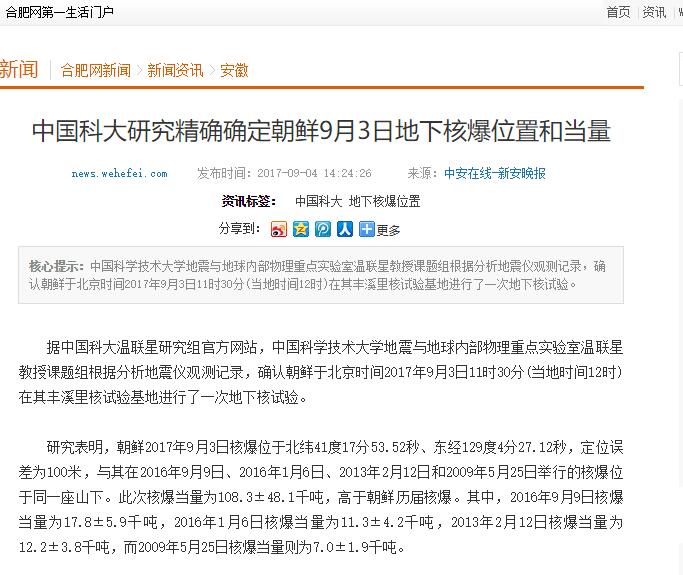 合肥网第一生活门户
首页 资讯
新闻 合肥网新闻 > 新闻资讯 > 安徽
中国科大研究精确确定朝鲜9月3日地下核爆位置和当量
news.wehefei.com 发布时间：2017-09-04 14:24:26 来源：中安在线-新安晚报
资讯标签： 中国科大 地下核爆位置
分享到： 更多
核心提示：中国科学技术大学地震与地球内部物理重点实验室温联星教授课题组根据分析地震仪观测记录，确
认朝鲜于北京时间2017年9月3日11时30分(当地时间12时)在其丰溪里核试验基地进行了一次地下核试验。
据中国科大温联星研究组官方网站，中国科学技术大学地震与地球内部物理重点实验室温联星
教授课题组根据分析地震仪观测记录，确认朝鲜于北京时间2017年9月3日11时30分(当地时间12时)
在其丰溪里核试验基地进行了一次地下核试验。
研究表明，朝鲜2017年9月3日核爆位于北纬41度17分53.52秒、东经129度4分27.12秒，定位误
差为100米，与其在2016年9月9日、2016年1月6日、2013年2月12日和2009年5月25日举行的核爆位
于同一座山下。此次核爆当量为108.3±48.1千吨，高于朝鲜历届核爆。其中，2016年9月9日核爆
当量为17.8±5.9千吨，2016年1月6日核爆当量为11.3±4.2千吨，2013年2月12日核爆当量为
12.2±3.8千吨，而2009年5月25日核爆当量则为7.0±1.9千吨。